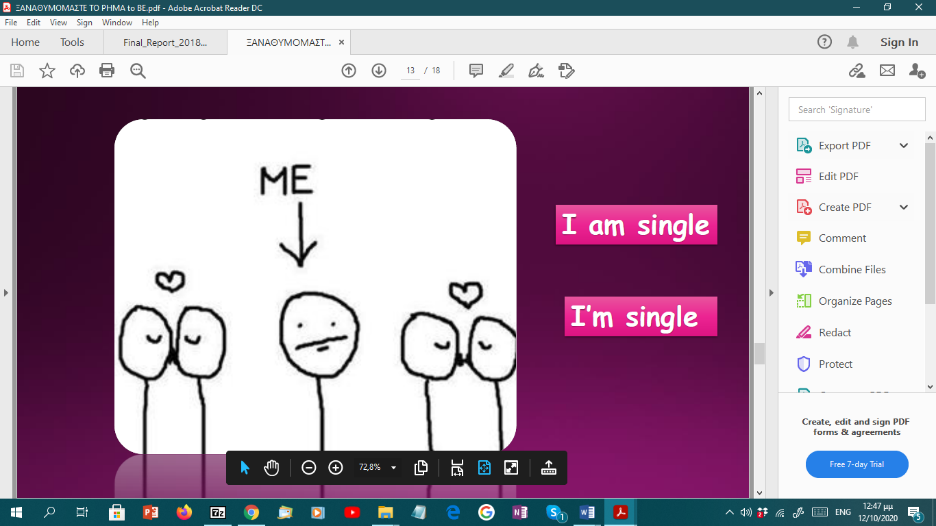 ΞΑΝΑΘΥΜΟΜΑΣΤΕ ΤΟ ΡΗΜΑ to BE.pdf - Adobe Acrobat Reader DC
File Edit View Sign Window Help
Home Tools Final_Report_2018... ΞΑΝΑΘΥΜΟΜΑΣΤ... ×
Sign In
13 / 18
ME
I am single
I'm single
Search 'Signature'
Export PDF
Edit PDF
Create PDF
Comment
Combine Files
Organize Pages
Redact
Protect
Create, edit and sign PDF
forms & agreements
Free 7-day Trial
72,8%
ENG
12:47 μμ
12/10/2020
5